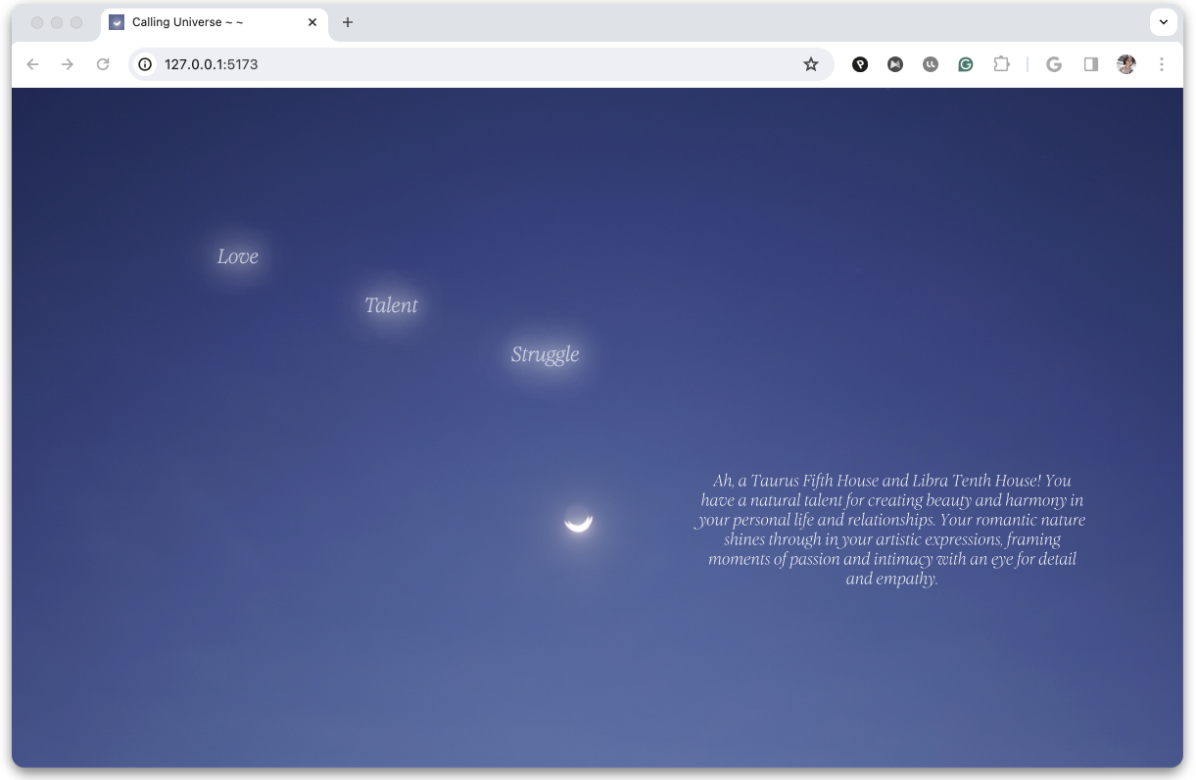 Calling Universe ~ ~
127.0.0.1:5173
Love
Talent
Struggle
Ah, a Taurus Fifth House and Libra Tenth House! You
have a natural talent for creating beauty and harmony in
your personal life and relationships. Your romantic nature
shines through in your artistic expressions, framing
moments of passion and intimacy with an eye for detail
and empathy.